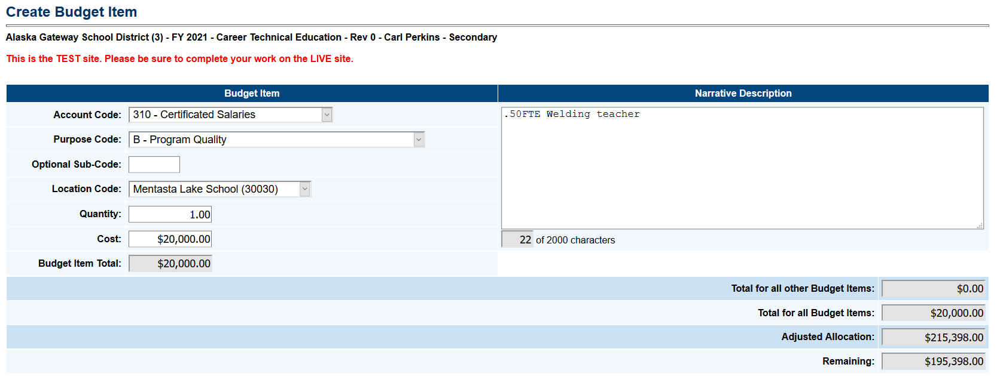 Create Budget Item
Alaska Gateway School District (3) - FY 2021 - Career Technical Education - Rev 0 - Carl Perkins - Secondary
This is the TEST site. Please be sure to complete your work on the LIVE site.
Budget Item
Narrative Description
Account Code: 310 - Certificated Salaries
Purpose Code: B - Program Quality
Optional Sub-Code:
Location Code: Mentasta Lake School (30030)
Quantity: 1.00
Cost: $20,000.00
Budget Item Total: $20,000.00
.50FTE Welding teacher
22 of 2000 characters
Total for all other Budget Items: $0.00
Total for all Budget Items: $20,000.00
Adjusted Allocation: $215,398.00
Remaining: $195,398.00